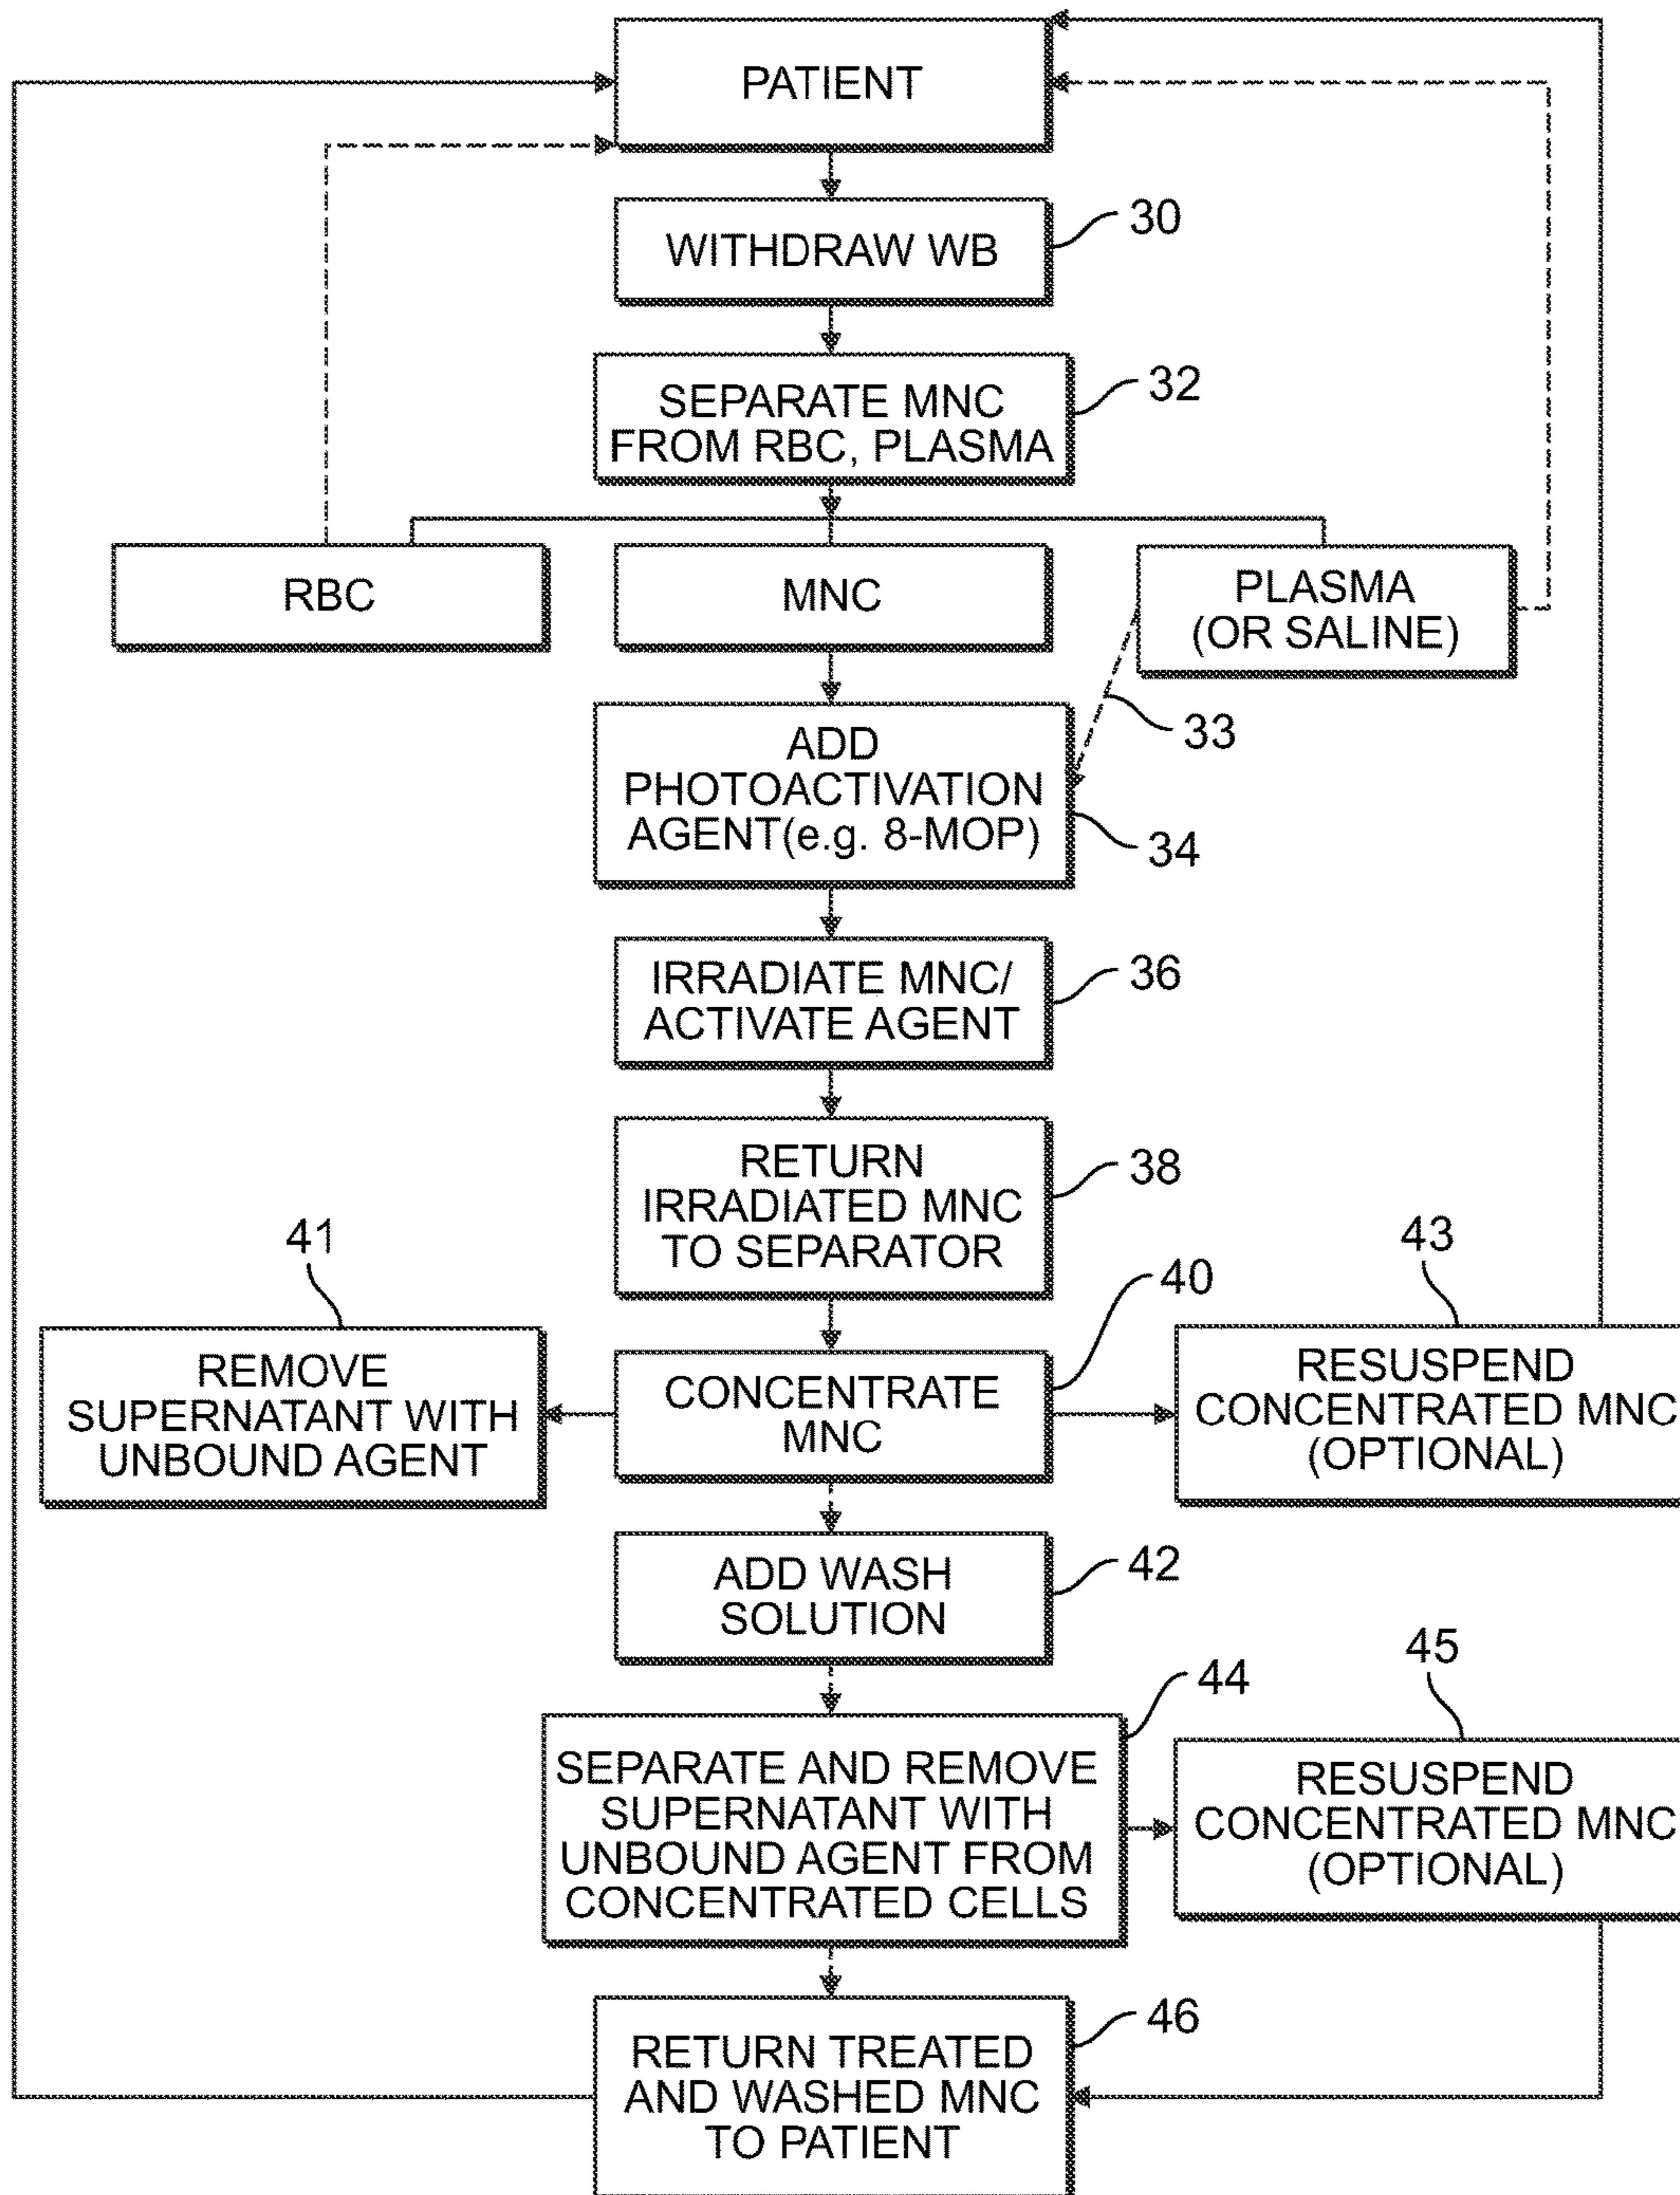 PATIENT
WITHDRAW WB
30
SEPARATE MNC
FROM RBC, PLASMA
32
RBC
MNC
PLASMA
(OR SALINE)
33
ADD
PHOTOACTIVATION
AGENT(e.g. 8-MOP)
34
IRRADIATE MNC/
ACTIVATE AGENT
36
RETURN
IRRADIATED MNC
TO SEPARATOR
38
41
REMOVE
SUPERNATANT WITH
UNBOUND AGENT
CONCENTRATE
MNC
40
43
RESUSPEND
CONCENTRATED MNC
(OPTIONAL)
ADD WASH
SOLUTION
42
SEPARATE AND REMOVE
SUPERNATANT WITH
UNBOUND AGENT FROM
CONCENTRATED CELLS
44
45
RESUSPEND
CONCENTRATED MNC
(OPTIONAL)
RETURN TREATED
AND WASHED MNC
TO PATIENT
46